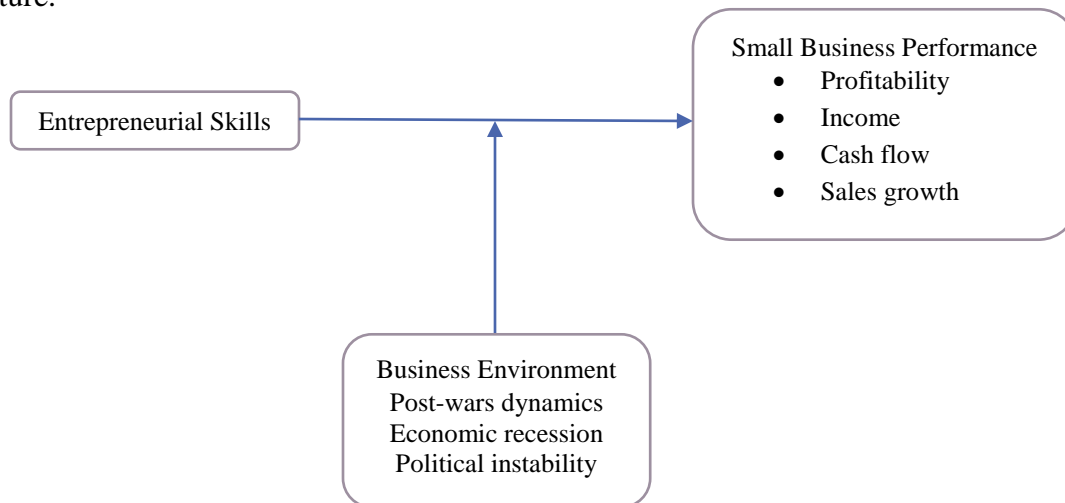 ture.
Small Business Performance
• Profitability
• Income
• Cash flow
• Sales growth
Entrepreneurial Skills
Business Environment
Post-wars dynamics
Economic recession
Political instability